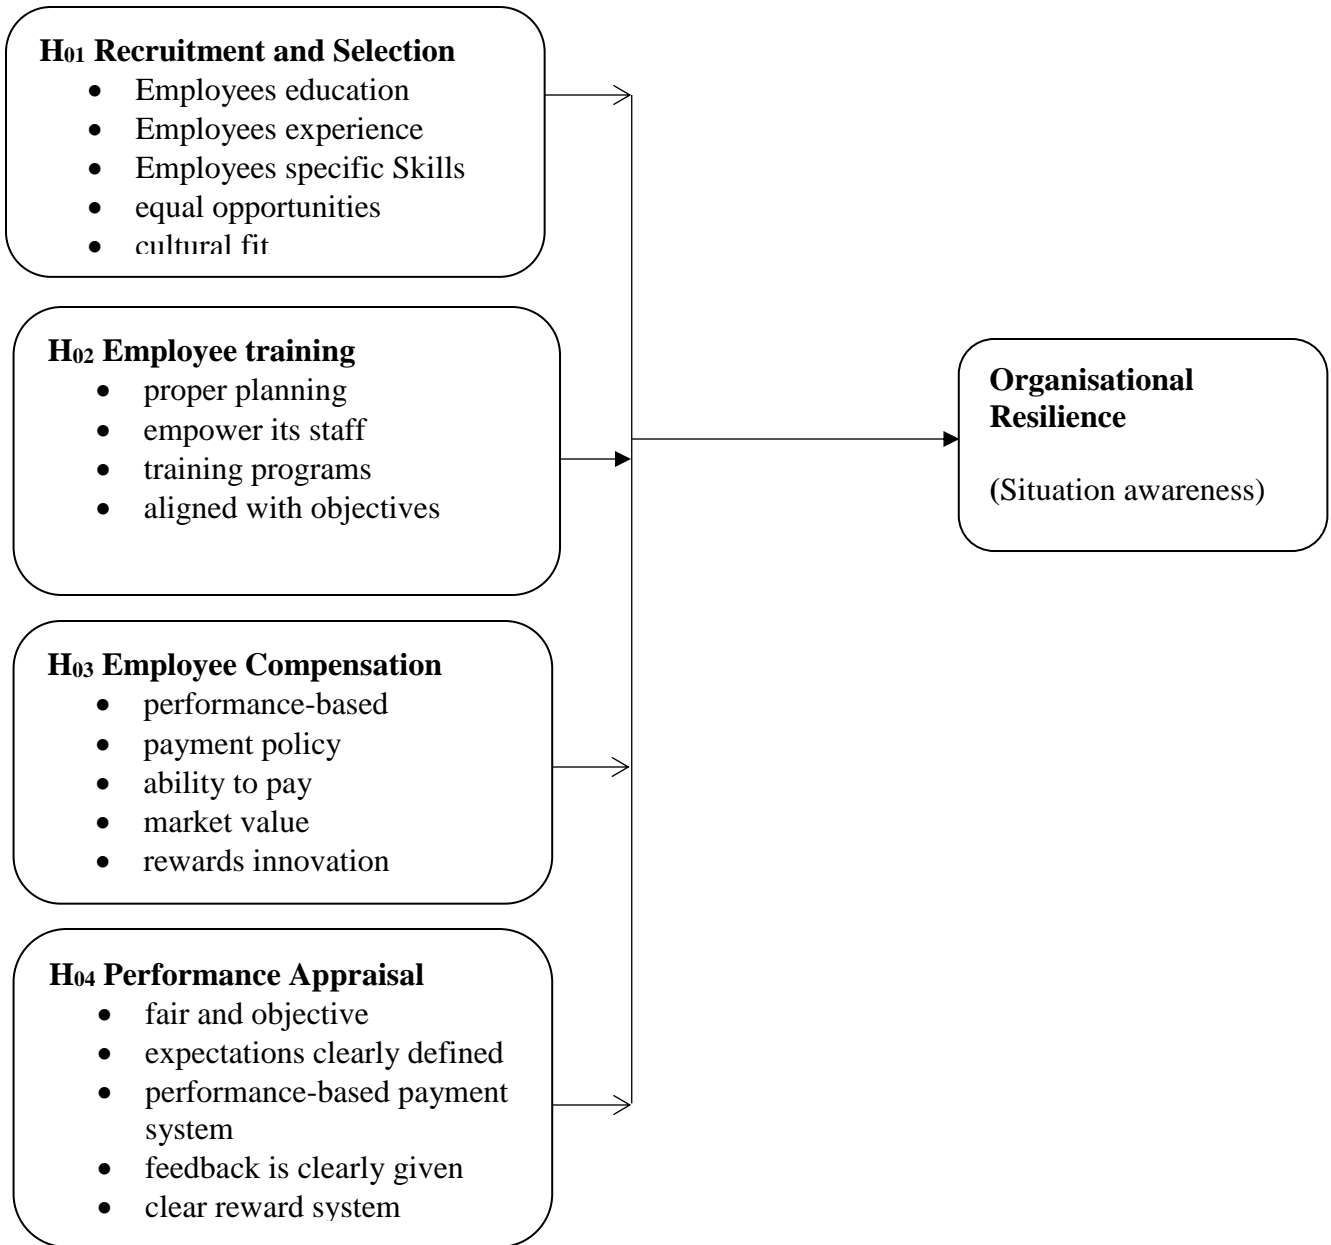 H01 Recruitment and Selection
• Employees education
• Employees experience
• Employees specific Skills
• equal opportunities
• cultural fit
H02 Employee training
• proper planning
• empower its staff
• training programs
• aligned with objectives
H03 Employee Compensation
• performance-based
• payment policy
• ability to pay
• market value
• rewards innovation
H04 Performance Appraisal
• fair and objective
• expectations clearly defined
• performance-based payment
system
• feedback is clearly given
• clear reward system
Organisational
Resilience
(Situation awareness)